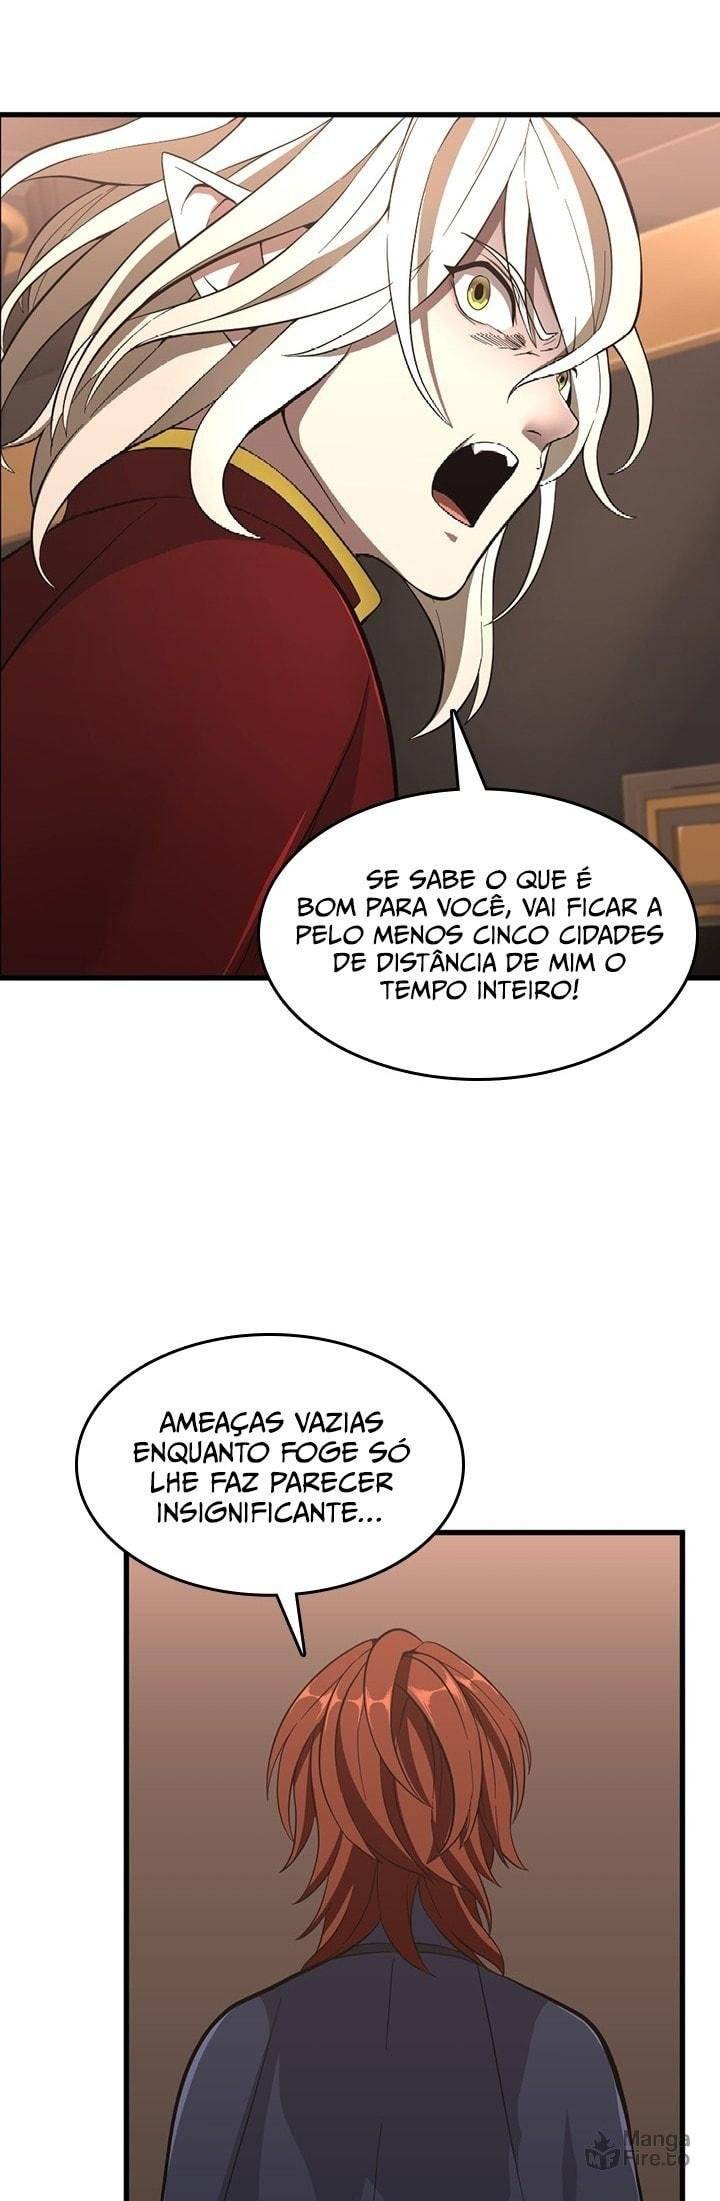 SE SABE O QUE É
BOM PARA VOCÊ, VAI FICAR A
PELO MENOS CINCO CIDADES
DE DISTÂNCIA DE MIM O
TEMPO INTEIRO!
AMEAÇAS VAZIAS
ENQUANTO FOGE SÓ
LHE FAZ PARECER
INSIGNIFICANTE...
Manga
MF Fire.to